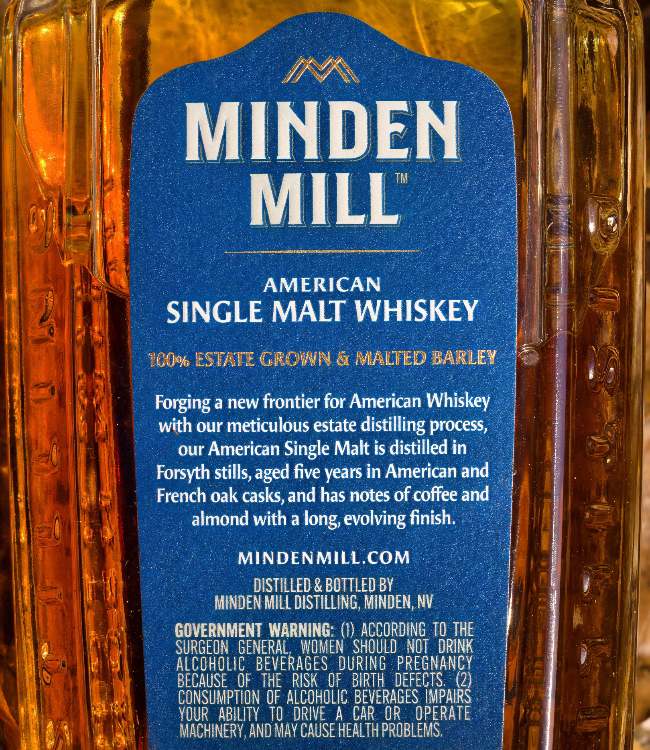 MINDEN
MILL™
AMERICAN
SINGLE MALT WHISKEY
100% ESTATE GROWN & MALTED BARLEY
Forging a new frontier for American Whiskey
with our meticulous estate distilling process,
our American Single Malt is distilled in
Forsyth stills, aged five years in American and
French oak casks, and has notes of coffee and
almond with a long, evolving finish.
MINDENMILL.COM
DISTILLED & BOTTLED BY
MINDEN MILL DISTILLING, MINDEN, NV
GOVERNMENT WARNING: (1) ACCORDING TO THE
SURGEON GENERAL, WOMEN SHOULD NOT DRINK
ALCOHOLIC BEVERAGES DURING PREGNANCY
BECAUSE OF THE RISK OF BIRTH DEFECTS. (2)
CONSUMPTION OF ALCOHOLIC BEVERAGES IMPAIRS
YOUR ABILITY TO DRIVE A CAR OR OPERATE
MACHINERY, AND MAY CAUSE HEALTH PROBLEMS.